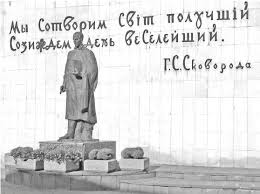 Мы сотворим світ получшій
Созиждем день веселейший.
Г.С.Сковорода